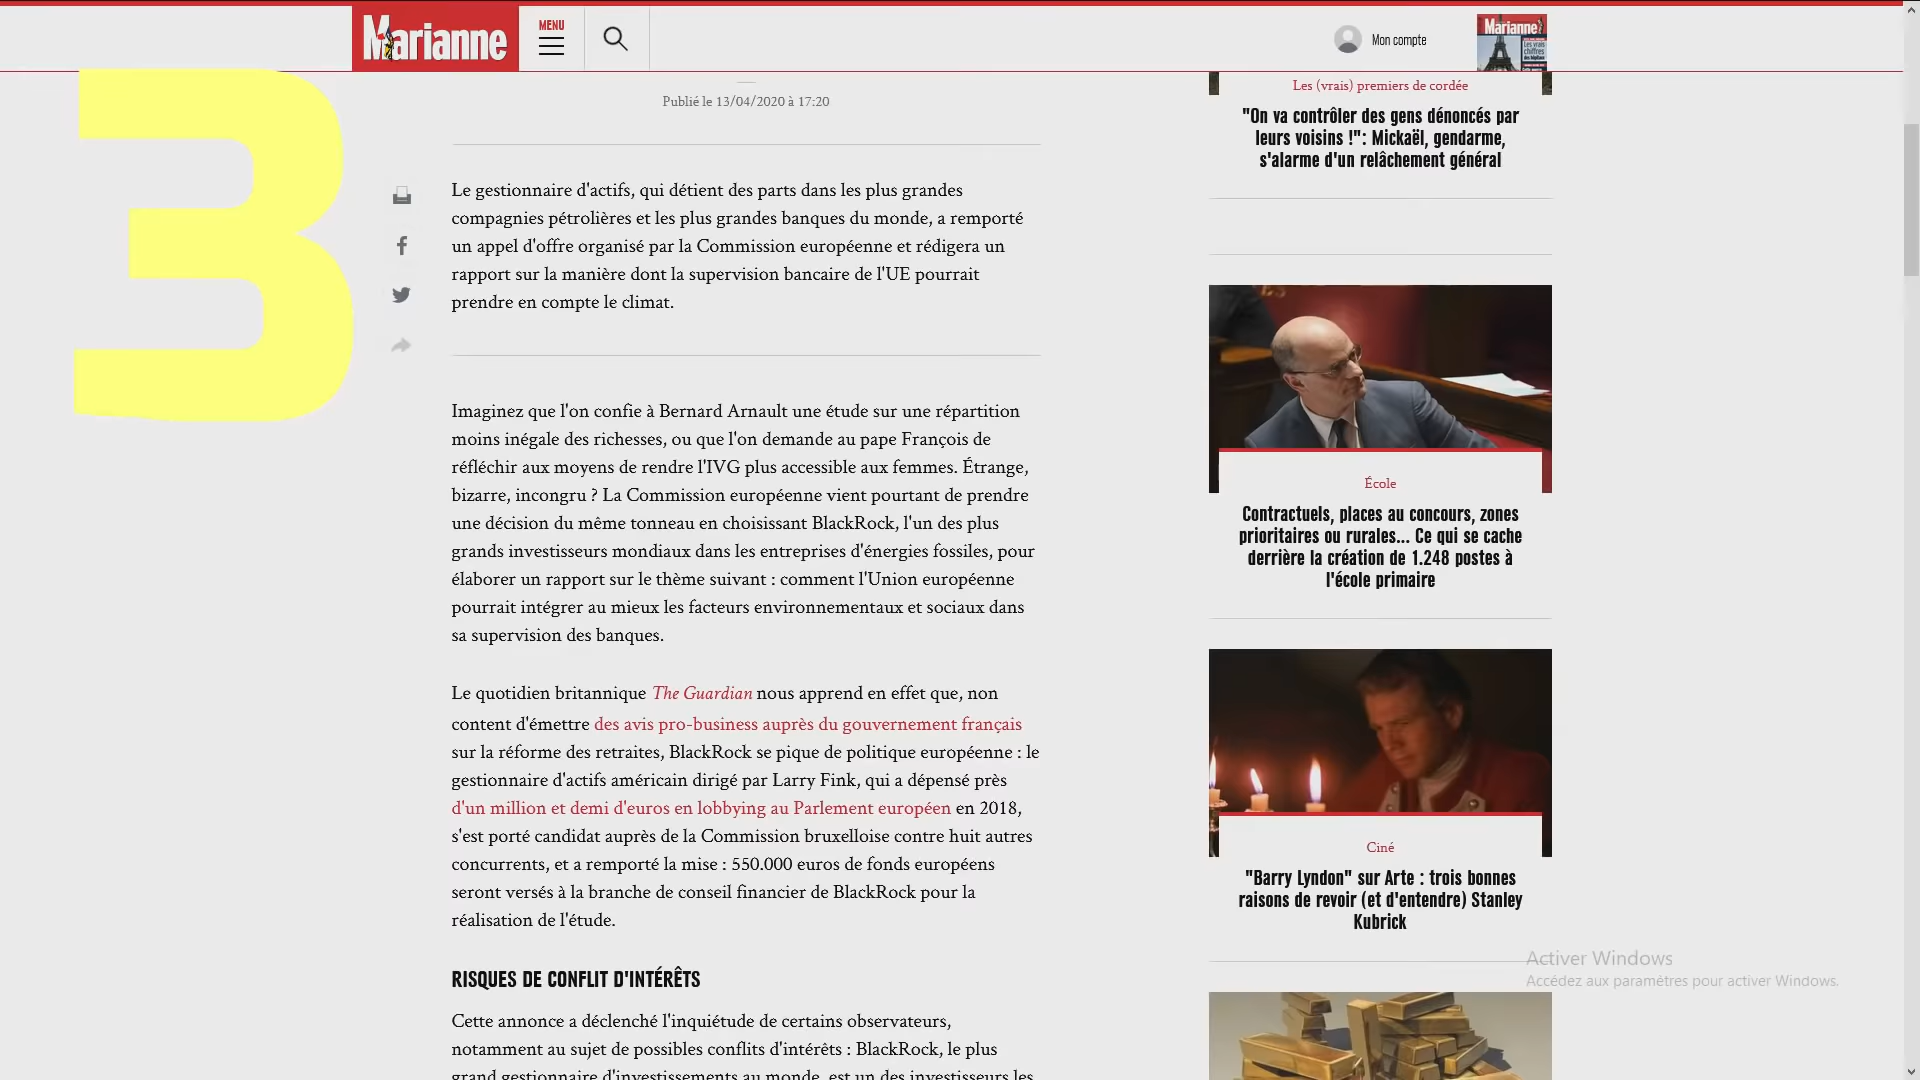 Marianne
MENU
Mon compte
Marianne
3
Publié le 13/04/2020 à 17:20
Le gestionnaire d'actifs, qui détient des parts dans les plus grandes
compagnies pétrolières et les plus grandes banques du monde, a remporté
un appel d'offre organisé par la Commission européenne et rédigera un
rapport sur la manière dont la supervision bancaire de l'UE pourrait
prendre en compte le climat.
Imaginez que l'on confie à Bernard Arnault une étude sur une répartition
moins inégale des richesses, ou que l'on demande au pape François de
réfléchir aux moyens de rendre l'IVG plus accessible aux femmes. Étrange,
bizarre, incongru ? La Commission européenne vient pourtant de prendre
une décision du même tonneau en choisissant BlackRock, l'un des plus
grands investisseurs mondiaux dans les entreprises d'énergies fossiles, pour
élaborer un rapport sur le thème suivant : comment l'Union européenne
pourrait intégrer au mieux les facteurs environnementaux et sociaux dans
sa supervision des banques.
Le quotidien britannique The Guardian nous apprend en effet que, non
content d'émettre des avis pro-business auprès du gouvernement français
sur la réforme des retraites, BlackRock se pique de politique européenne : le
gestionnaire d'actifs américain dirigé par Larry Fink, qui a dépensé près
d'un million et demi d'euros en lobbying au Parlement européen en 2018,
s'est porté candidat auprès de la Commission bruxelloise contre huit autres
concurrents, et a remporté la mise : 550.000 euros de fonds européens
seront versés à la branche de conseil financier de BlackRock pour la
réalisation de l'étude.
RISQUES DE CONFLIT D'INTÉRÊTS
Cette annonce a déclenché l'inquiétude de certains observateurs,
notamment au sujet de possibles conflits d'intérêts : BlackRock, le plus
grand gestionnaire d'investissements au monde, est un des investisseurs les
Les (vrais) premiers de cordée
"On va contrôler des gens dénoncés par
leurs voisins !": Mickaël, gendarme,
s'alarme d'un relâchement général
École
Contractuels, places au concours, zones
prioritaires ou rurales... Ce qui se cache
derrière la création de 1.248 postes à
l'école primaire
Ciné
"Barry Lyndon" sur Arte : trois bonnes
raisons de revoir (et d'entendre) Stanley
Kubrick
Activer Windows
Accédez aux paramètres pour activer Windows.